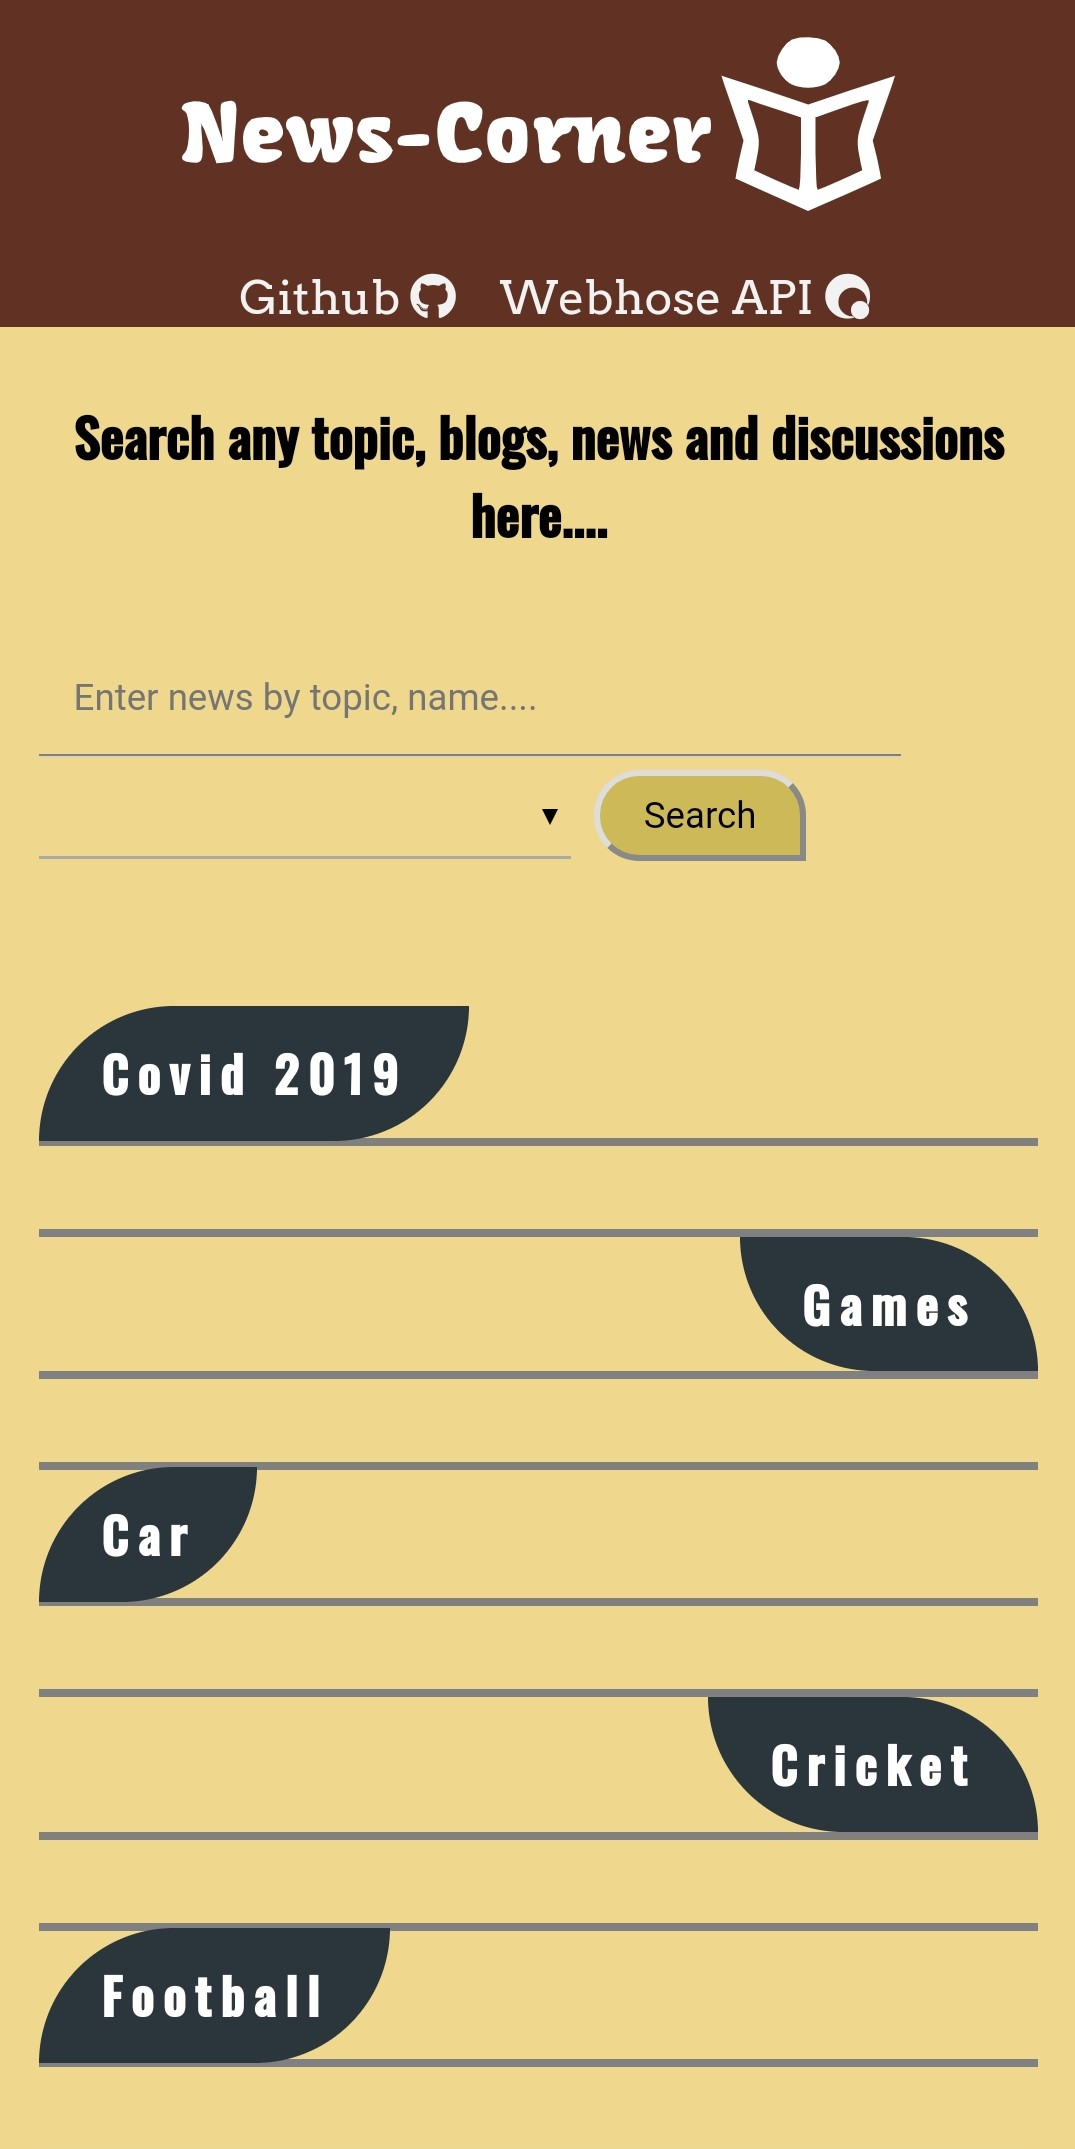 News-Corner
Github Webhose API
Search any topic, blogs, news and discussions
here....
Enter news by topic, name....
Search
Covid 2019
Games
Car
Cricket
Football